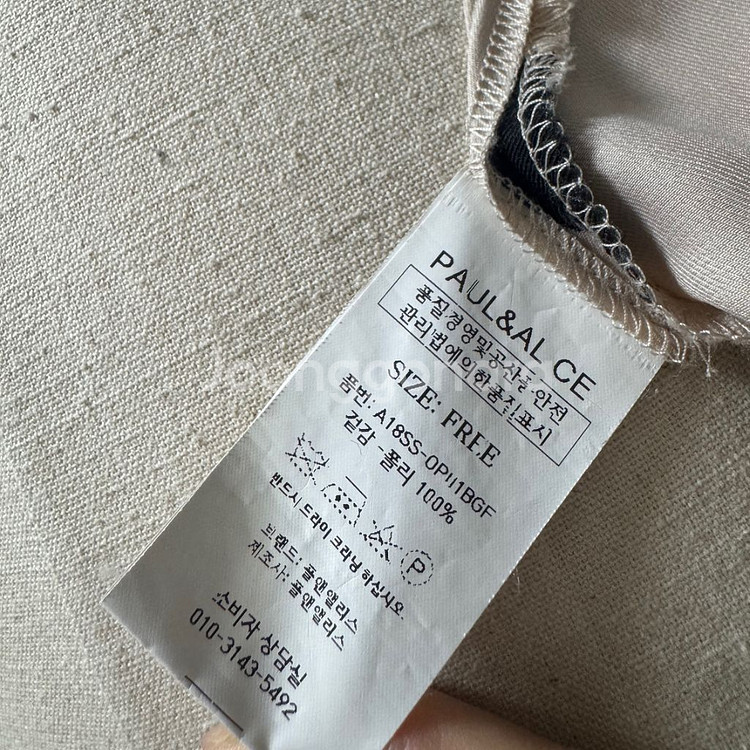 PAUL&ALCE
품질경영및공산품안전
관리법에의한품질표시
SIZE: FREE
품번: A18SS-OP111BGF
겉감 -폴리 100%
P
반드시 드라이 크리닝 하십시오.
브랜드: 폴앤앨리스
제조사: 폴앤앨리스
소비자 상담실
010-3143-5492